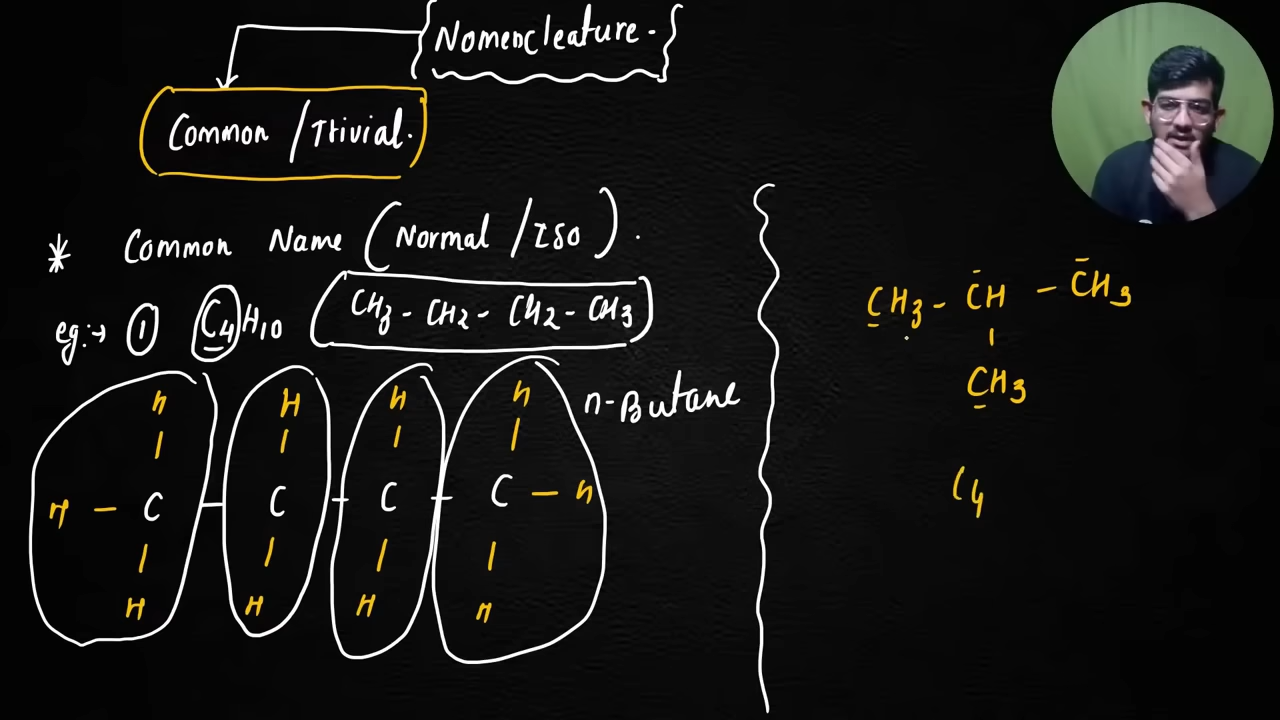 Nomencleature.
Common / Trivial.
* Common Name (Normal / ISO).
eg:→ ① C4H10 CH3 - CH2 - CH2 - CH3
n-Butane
H H H H
H - C - C - C - C - H
H H H H
CH3 - CH - CH3
CH3
C4